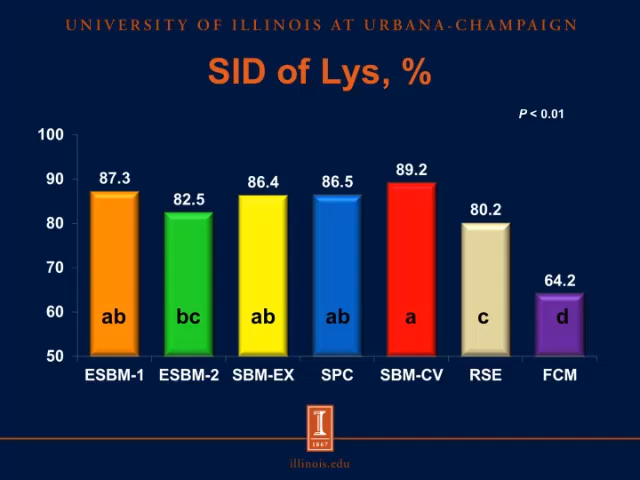 UNIVERSITY OF ILLINOIS AT URBANA-CHAMPAIGN
SID of Lys, %
P < 0.01
100
90
80
70
60
50
87.3
82.5
86.4
86.5
89.2
80.2
64.2
ab
bc
ab
ab
a
c
d
ESBM-1
ESBM-2
SBM-EX
SPC
SBM-CV
RSE
FCM
I
1867
illinois.edu